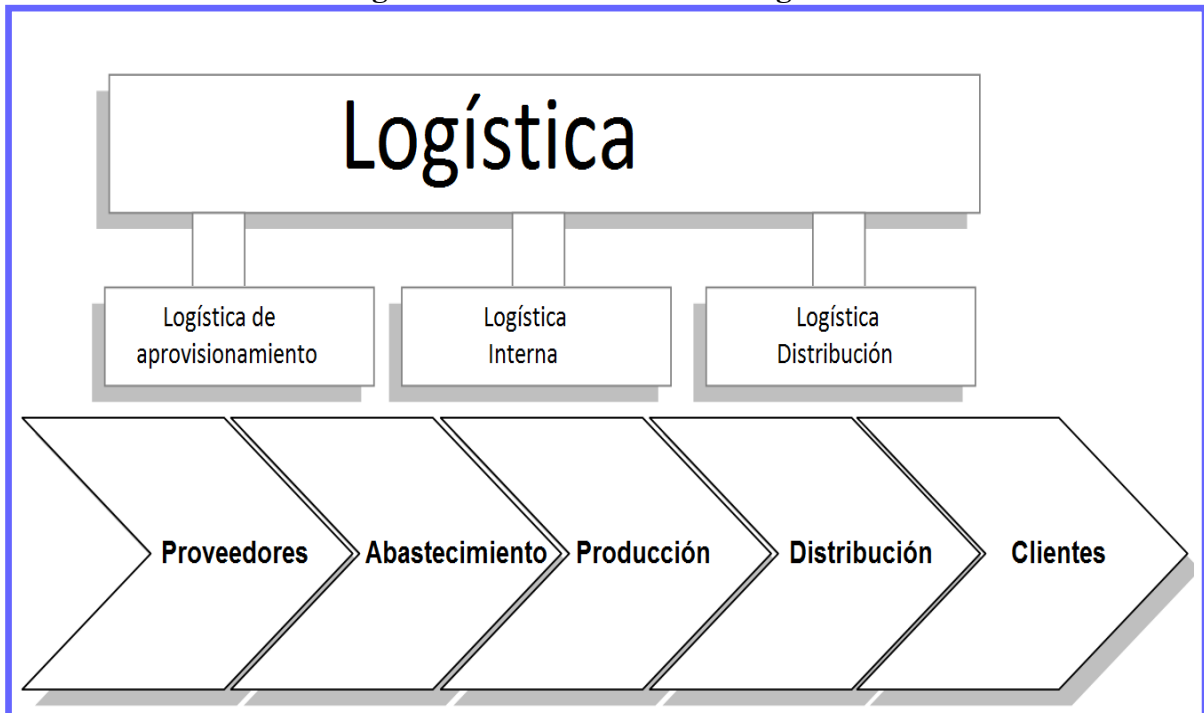 Logística
Logística de
aprovisionamiento
Logística
Interna
Logística
Distribución
Proveedores
Abastecimiento
Producción
Distribución
Clientes